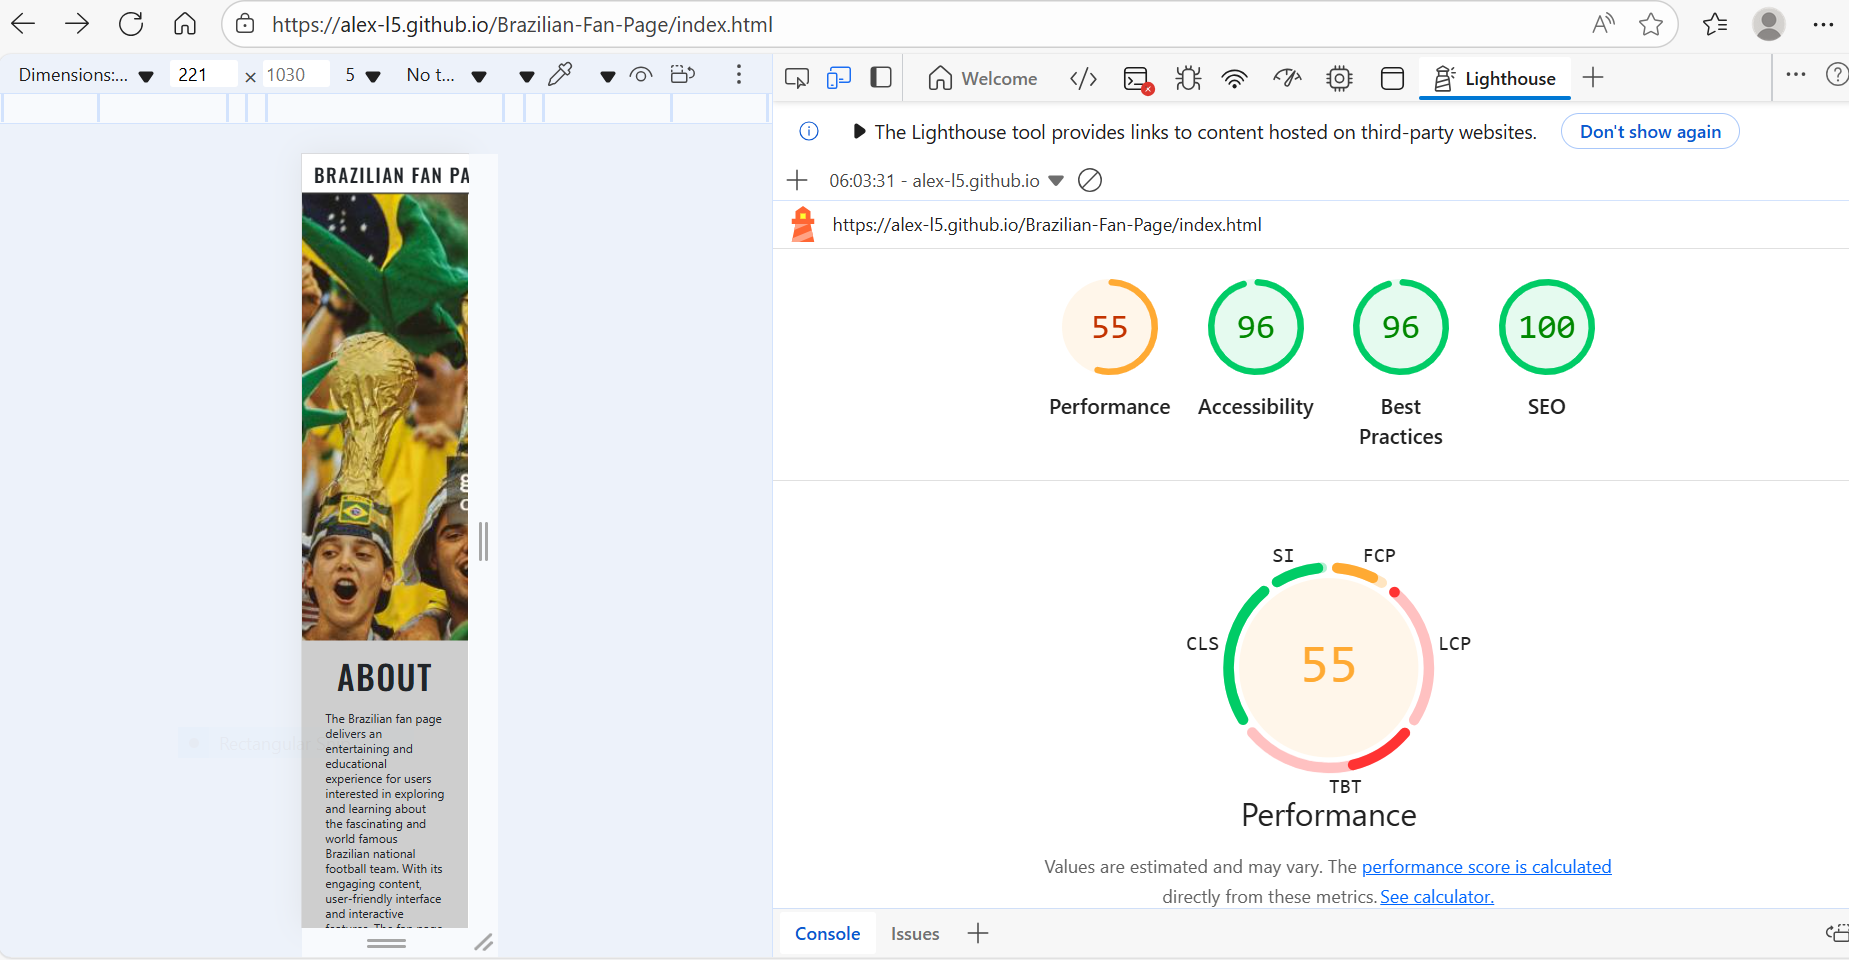 https://alex-l5.github.io/Brazilian-Fan-Page/index.html
Dimensions:... 221 × 1030 5 No t...
Welcome
Lighthouse
The Lighthouse tool provides links to content hosted on third-party websites.
Don't show again
06:03:31 - alex-l5.github.io
https://alex-l5.github.io/Brazilian-Fan-Page/index.html
BRAZILIAN FAN PA
g
ABOUT
The Brazilian fan page
delivers an
entertaining and
educational
experience for users
interested in exploring
and learning about
the fascinating and
world famous
Brazilian national
football team. With its
engaging content,
user-friendly interface
and interactive
features. The fan page
Rectangular S
55
96
96
100
Performance
Accessibility
Best
Practices
SEO
SI
FCP
CLS
LCP
55
TBT
Performance
Values are estimated and may vary. The performance score is calculated
directly from these metrics. See calculator.
Console
Issues